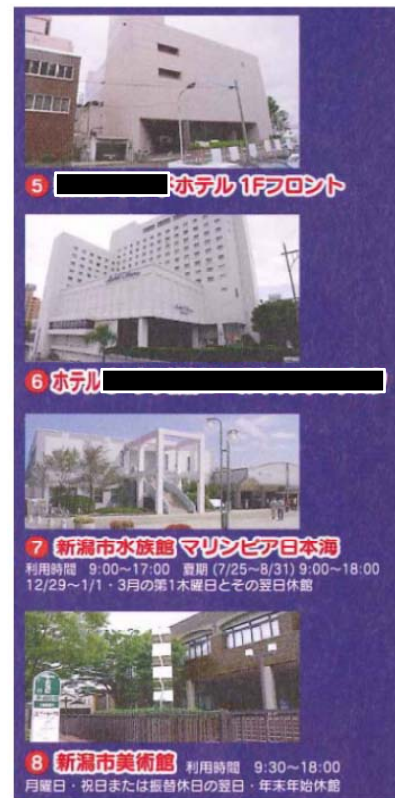 5 ドホテル 1Fフロント
6 ホテル
7 新潟市水族館 マリンピア日本海
利用時間 9:00～17:00 夏期 (7/25～8/31) 9:00～18:00
12/29～1/1・3月の第1木曜日とその翌日休館
8 新潟市美術館 利用時間 9:30～18:00
月曜日・祝日または振替休日の翌日・年末年始休館